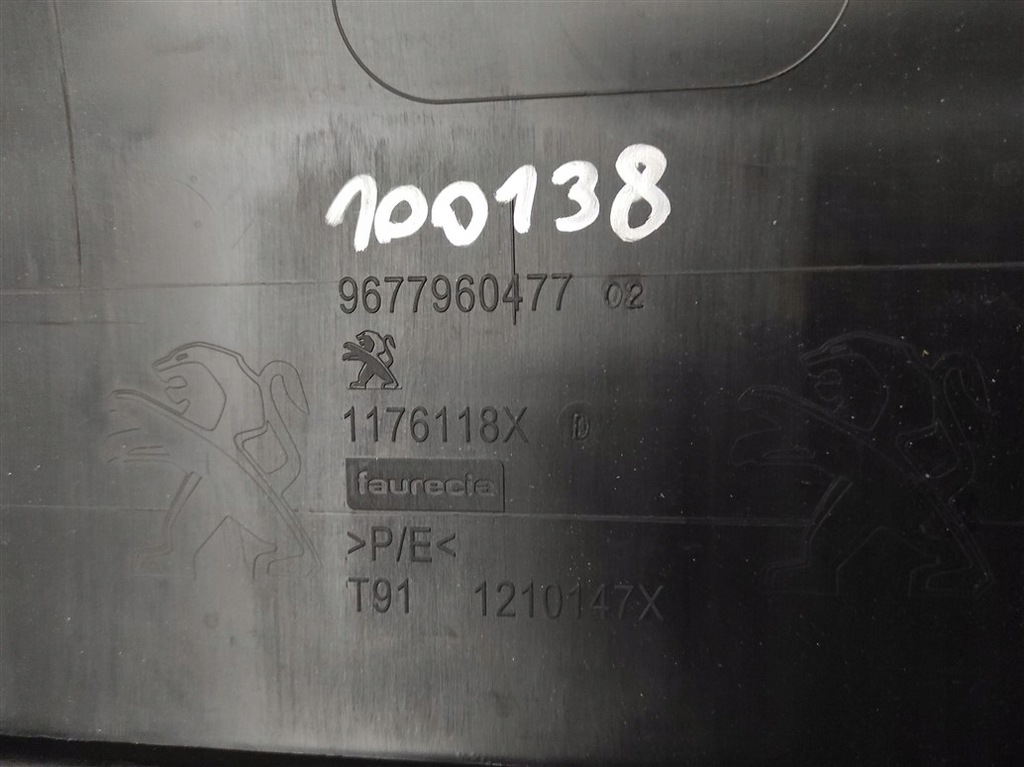 100138
9677960477 02
1176118X D
faurecia
>P/E<
T91 1210147X